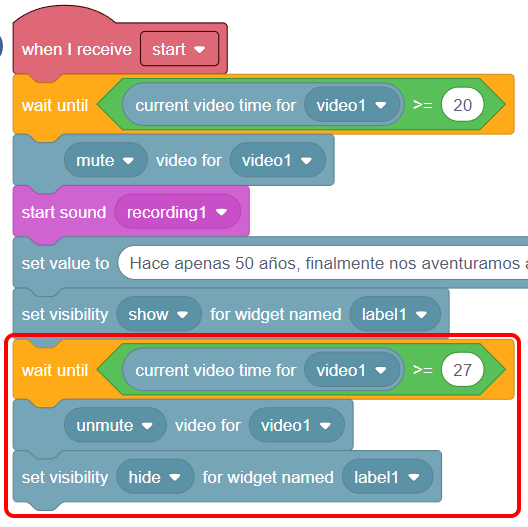 when I receive start
wait until current video time for video1 >= 20
mute video for video1
start sound recording1
set value to Hace apenas 50 años, finalmente nos aventuramos
set visibility show for widget named label1
wait until current video time for video1 >= 27
unmute video for video1
set visibility hide for widget named label1